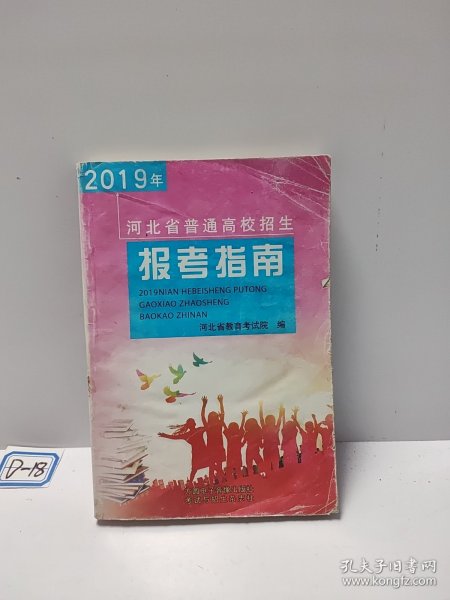 2019年
河北省普通高校招生
报考指南
2019NIAN HEBEISHENG PUTONG
GAOXIAO ZHAOSHENG
BAOKAO ZHINAN
河北省教育考试院 编
D-18
孔夫子旧书网
www.kongfz.com